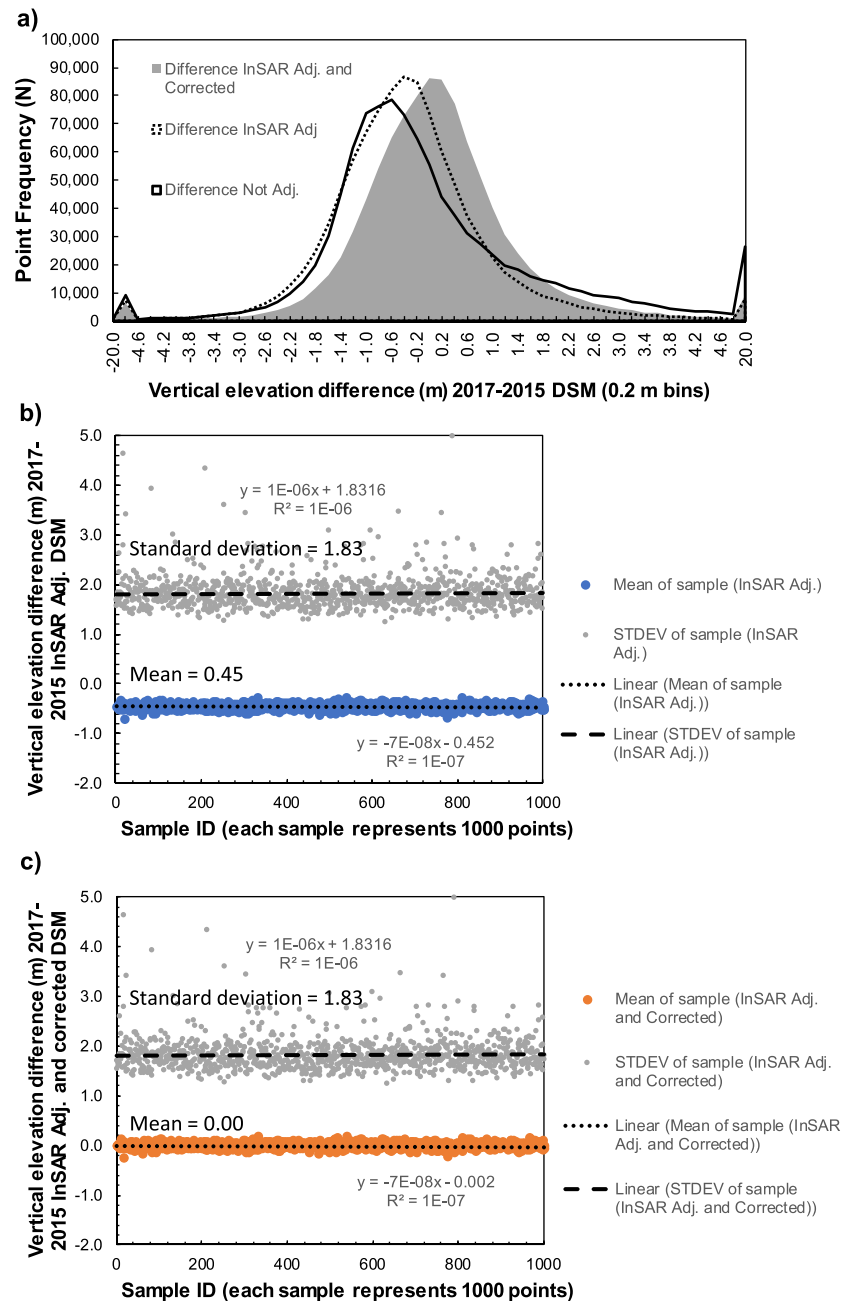 a)
100,000
90,000
80,000
70,000
60,000
50,000
40,000
30,000
20,000
10,000
0
Point Frequency (N)
Difference InSAR Adj. and
Corrected
Difference InSAR Adj
Difference Not Adj.
-20.0
-4.6
-4.2
-3.8
-3.4
-3.0
-2.6
-2.2
-1.8
-1.4
-1.0
-0.6
-0.2
0.2
0.6
1.0
1.4
1.8
2.2
2.6
3.0
3.4
3.8
4.2
4.6
20.0
Vertical elevation difference (m) 2017-2015 DSM (0.2 m bins)
b)
Vertical elevation difference (m) 2017-
2015 InSAR Adj. DSM
5.0
4.0
3.0
2.0
1.0
0.0
-1.0
-2.0
y = 1E-06x + 1.8316
R² = 1E-06
Standard deviation = 1.83
Mean = 0.45
y = -7E-08x - 0.452
R² = 1E-07
0
200
400
600
800
1000
Sample ID (each sample represents 1000 points)
Mean of sample (InSAR Adj.)
STDEV of sample (InSAR
Adj.)
Linear (Mean of sample
(InSAR Adj.))
Linear (STDEV of sample
(InSAR Adj.))
c)
Vertical elevation difference (m) 2017-
2015 InSAR Adj. and corrected DSM
5.0
4.0
3.0
2.0
1.0
0.0
-1.0
-2.0
y = 1E-06x + 1.8316
R² = 1E-06
Standard deviation = 1.83
Mean = 0.00
y = -7E-08x - 0.002
R² = 1E-07
0
200
400
600
800
1000
Sample ID (each sample represents 1000 points)
Mean of sample (InSAR Adj.
and Corrected)
STDEV of sample (InSAR Adj.
and Corrected)
Linear (Mean of sample (InSAR
Adj. and Corrected))
Linear (STDEV of sample
(InSAR Adj. and Corrected))